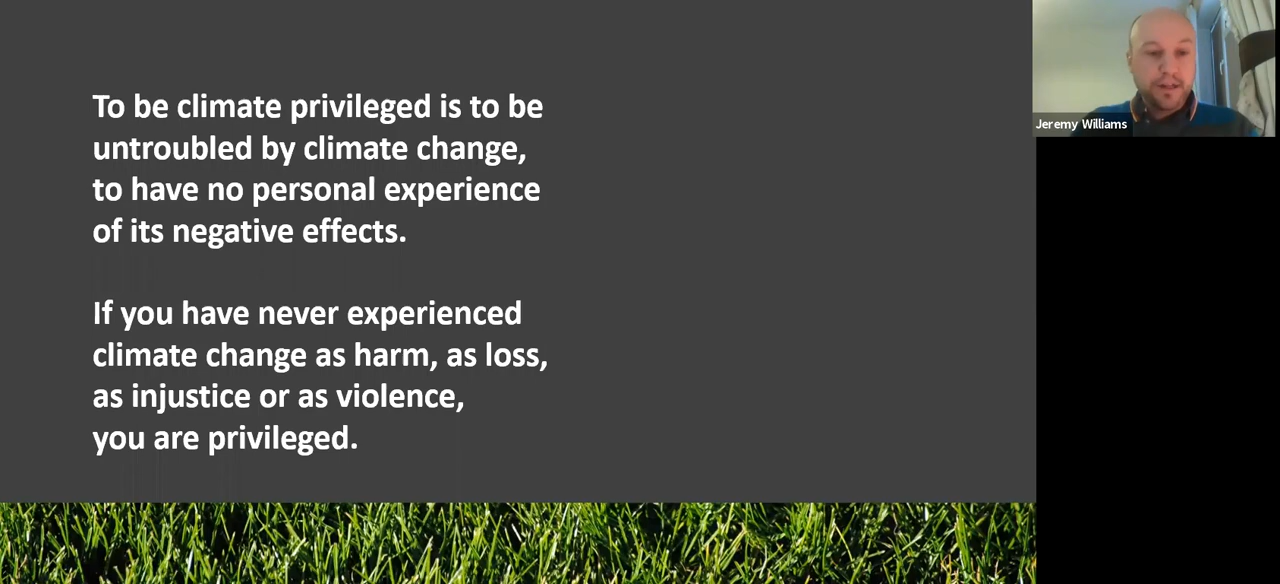 To be climate privileged is to be
untroubled by climate change,
to have no personal experience
of its negative effects.
If you have never experienced
climate change as harm, as loss,
as injustice or as violence,
you are privileged.
Jeremy Williams